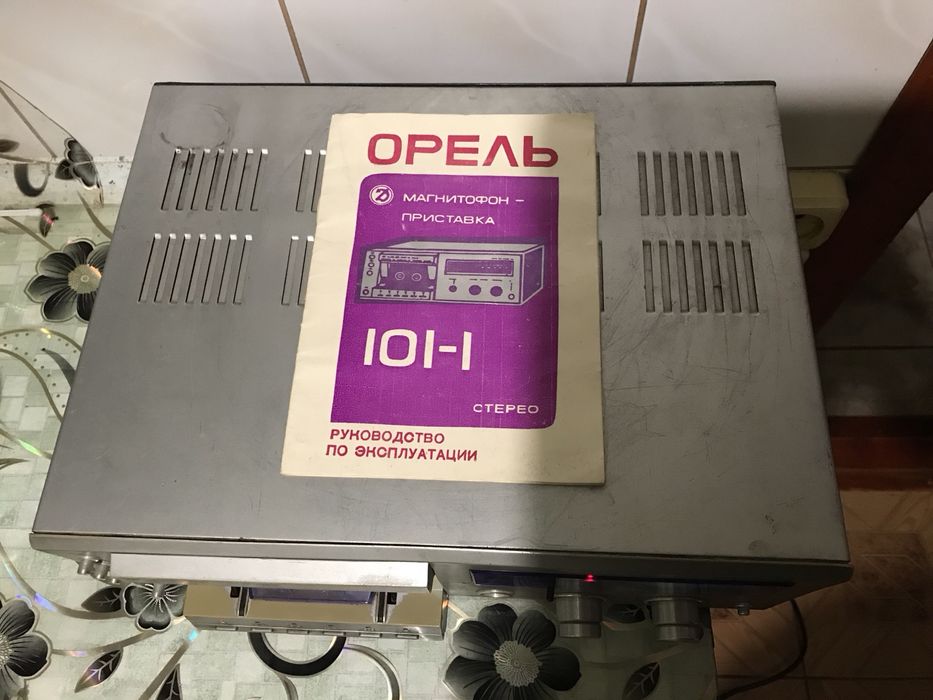 ОРЕЛЬ
МАГНИТОФОН –
ПРИСТАВКА
101-1
СТЕРЕО
РУКОВОДСТВО
ПО ЭКСПЛУАТАЦИИ